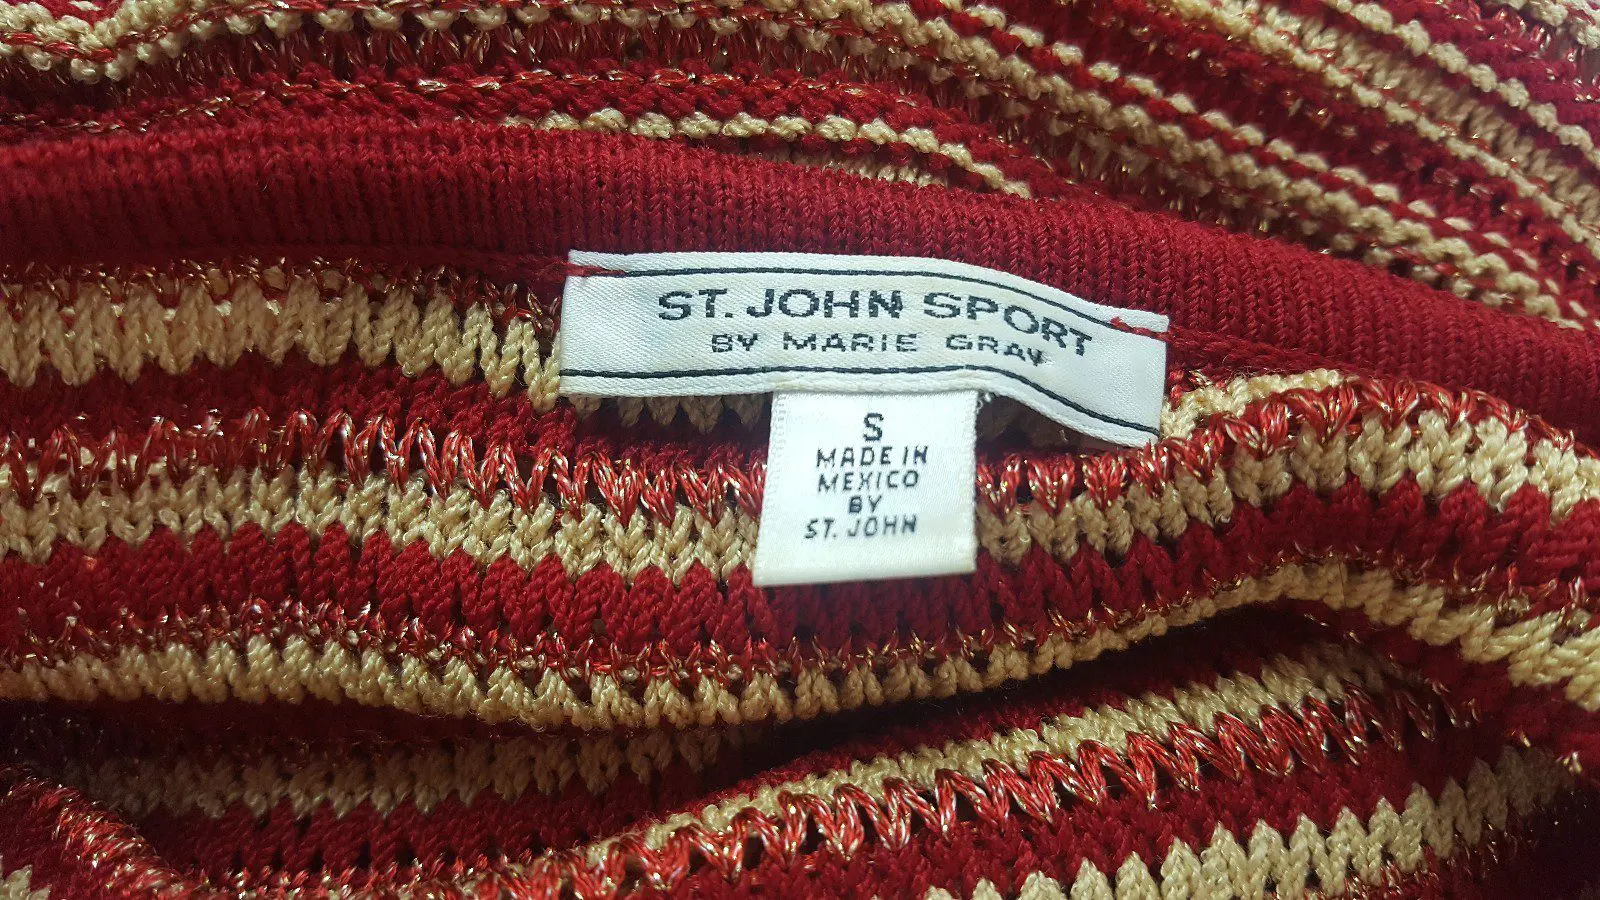 ST. JOHN SPORT
BY MARIE GRAY
S
MADE IN
MEXICO
BY
ST. JOHN